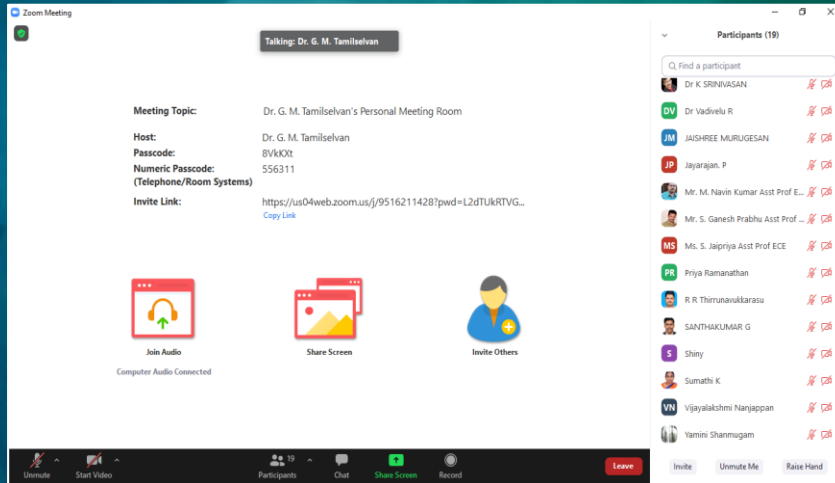 Zoom Meeting
Talking: Dr. G. M. Tamilselvan
Meeting Topic: Dr. G. M. Tamilselvan's Personal Meeting Room
Host: Dr. G. M. Tamilselvan
Passcode: 8VkKXt
Numeric Passcode: 556311
(Telephone/Room Systems)
Invite Link: https://us04web.zoom.us/j/9516211428?pwd=L2dTUkRTVG...
Copy Link
Join Audio
Share Screen
Invite Others
Computer Audio Connected
Unmute
Start Video
19
Participants
Chat
Share Screen
Record
Leave
Participants (19)
Find a participant
Dr K SRINIVASAN
DV Dr Vadivelu R
JM JAISHREE MURUGESAN
JP Jayarajan. P
Mr. M. Navin Kumar Asst Prof E...
Mr. S. Ganesh Prabhu Asst Prof ...
MS Ms. S. Jaipriya Asst Prof ECE
PR Priya Ramanathan
R R Thirrunavukkarasu
SANTHAKUMAR G
S Shiny
Sumathi K
VN Vijayalakshmi Nanjappan
Yamini Shanmugam
Invite
Unmute Me
Raise Hand